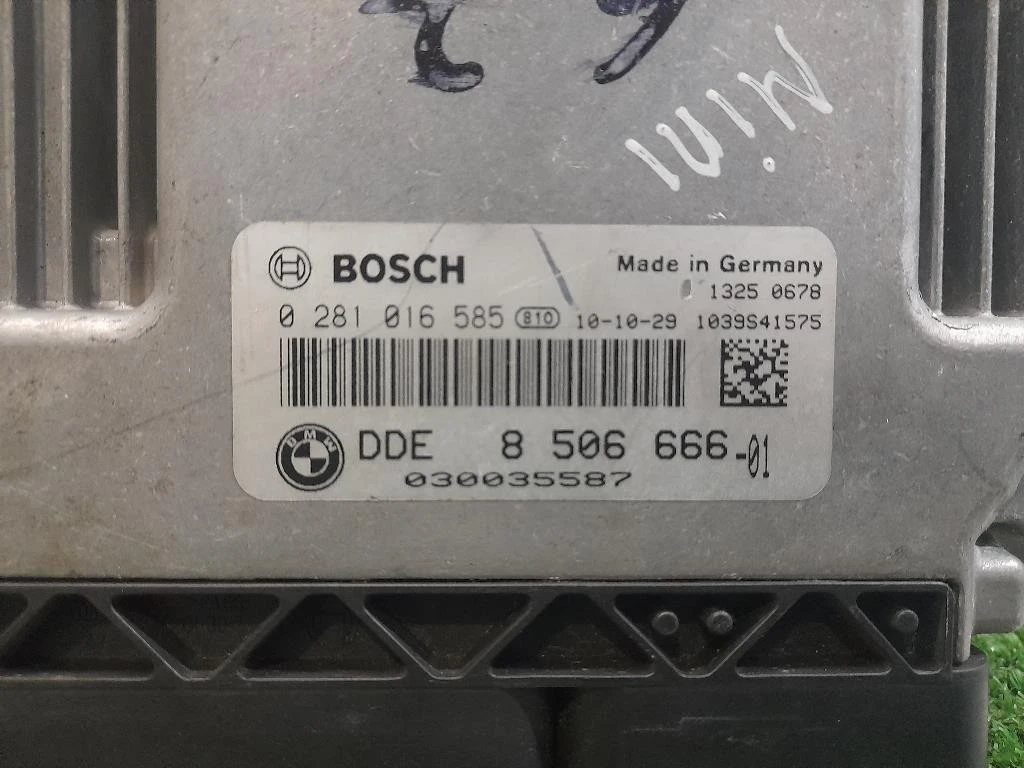 MINI
BOSCH Made in Germany
1325 0678
0 281 016 585 810 10-10-29 1039S41575
BMW DDE 8 506 666-01
030035587